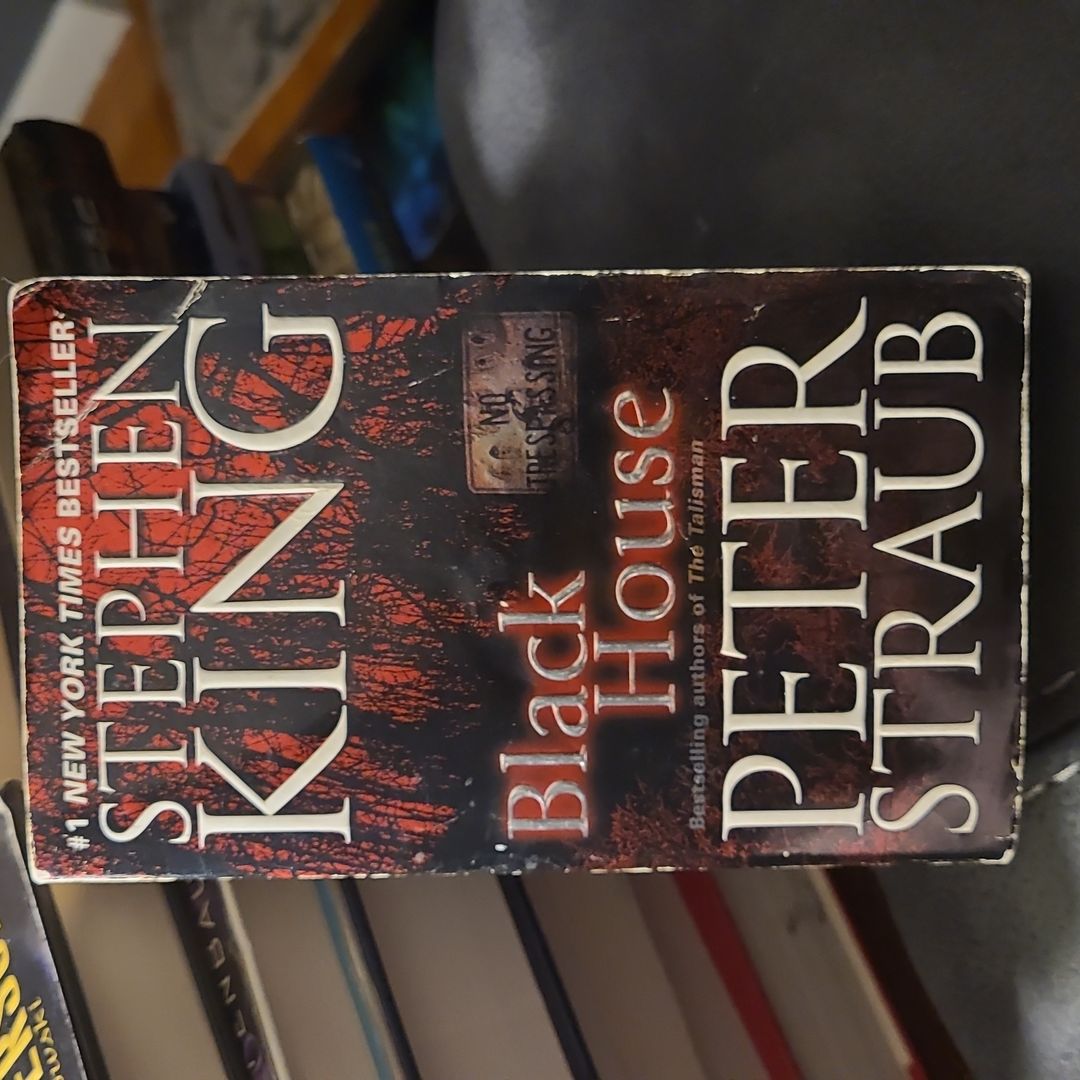 #1 NEW YORK TIMES BESTSELLER
STEPHEN
KING
NO
TRESPASSING
Black
House
Bestselling authors of The Talisman
PETER
STRAUB